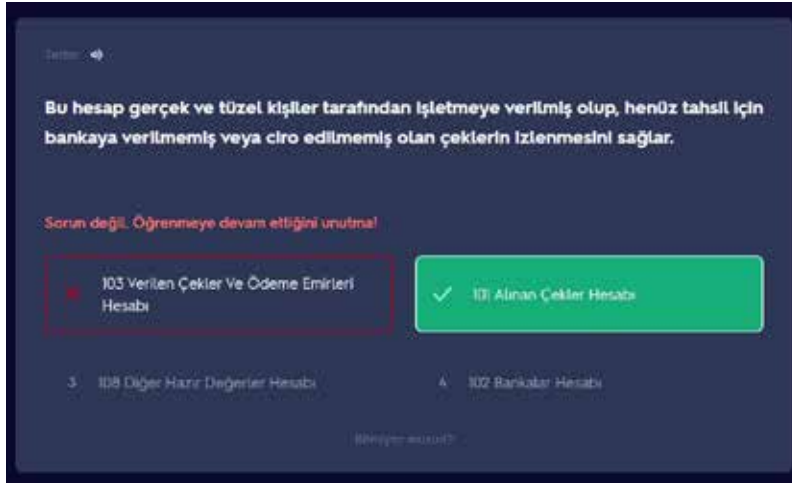 Terim
Bu hesap gerçek ve tüzel kişiler tarafından işletmeye verilmiş olup, henüz tahsil için
bankaya verilmemiş veya ciro edilmemiş olan çeklerin izlenmesini sağlar.
Sorun değil. Öğrenmeye devam ettiğini unutma!
103 Verilen Çekler Ve Ödeme Emirleri
Hesabı
101 Alınan Çekler Hesabı
3 108 Diğer Hazır Değerler Hesabı
4 102 Bankalar Hesabı